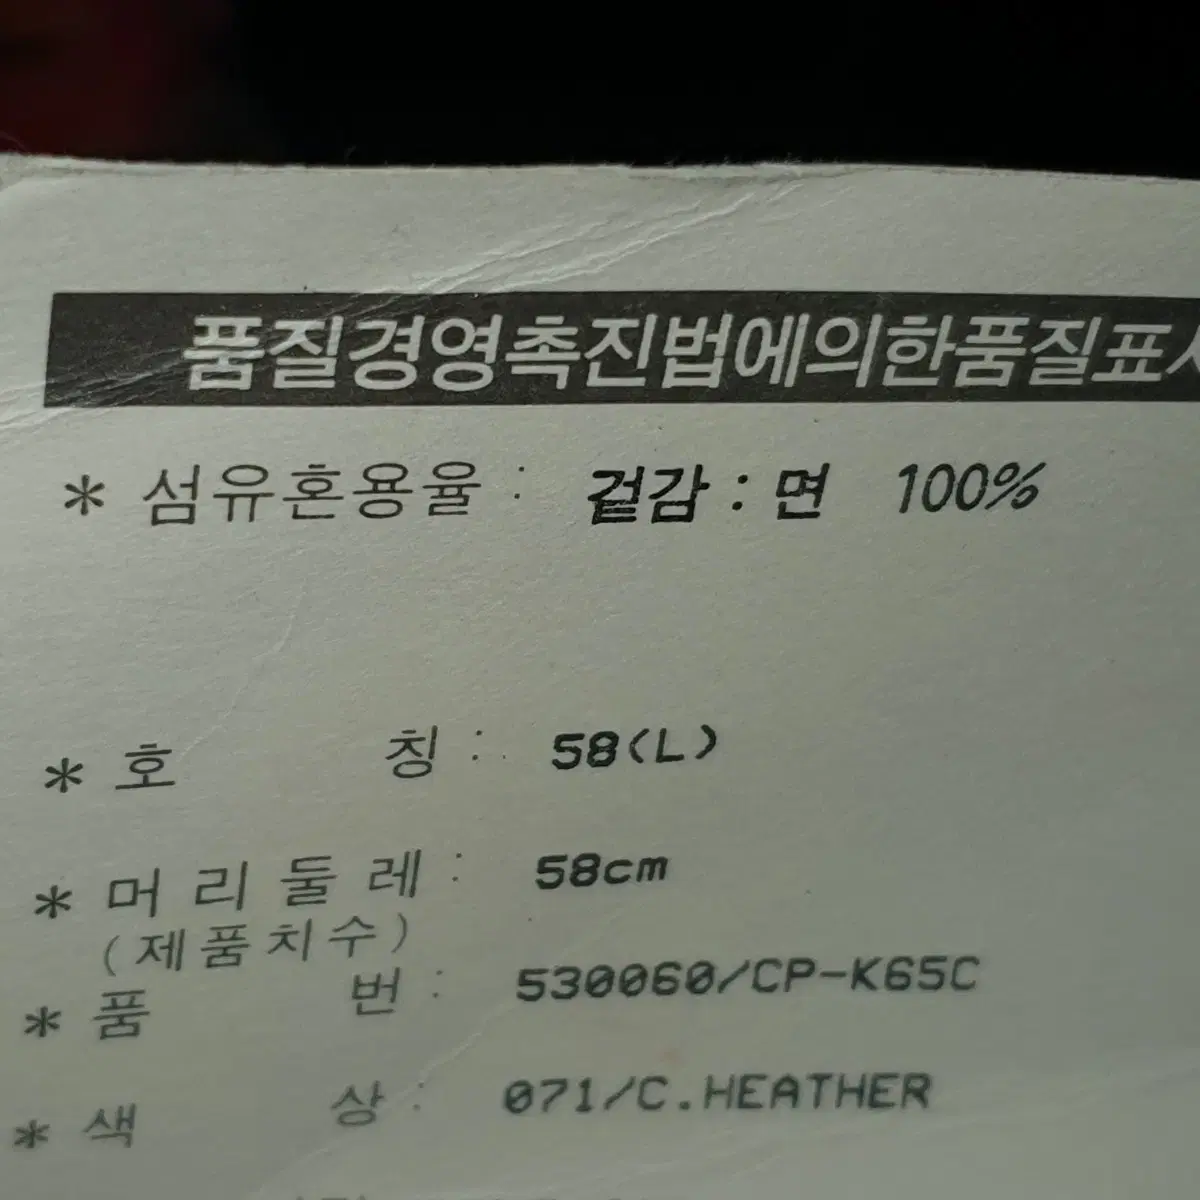 품질경영촉진법에의한품질표시
* 섬유혼용율 : 겉감 : 면 100%
* 호 칭 : 58(L)
* 머리둘레 : 58cm
(제품치수)
* 품 번 : 530060/CP-K65C
* 색 상 : 071/C.HEATHER